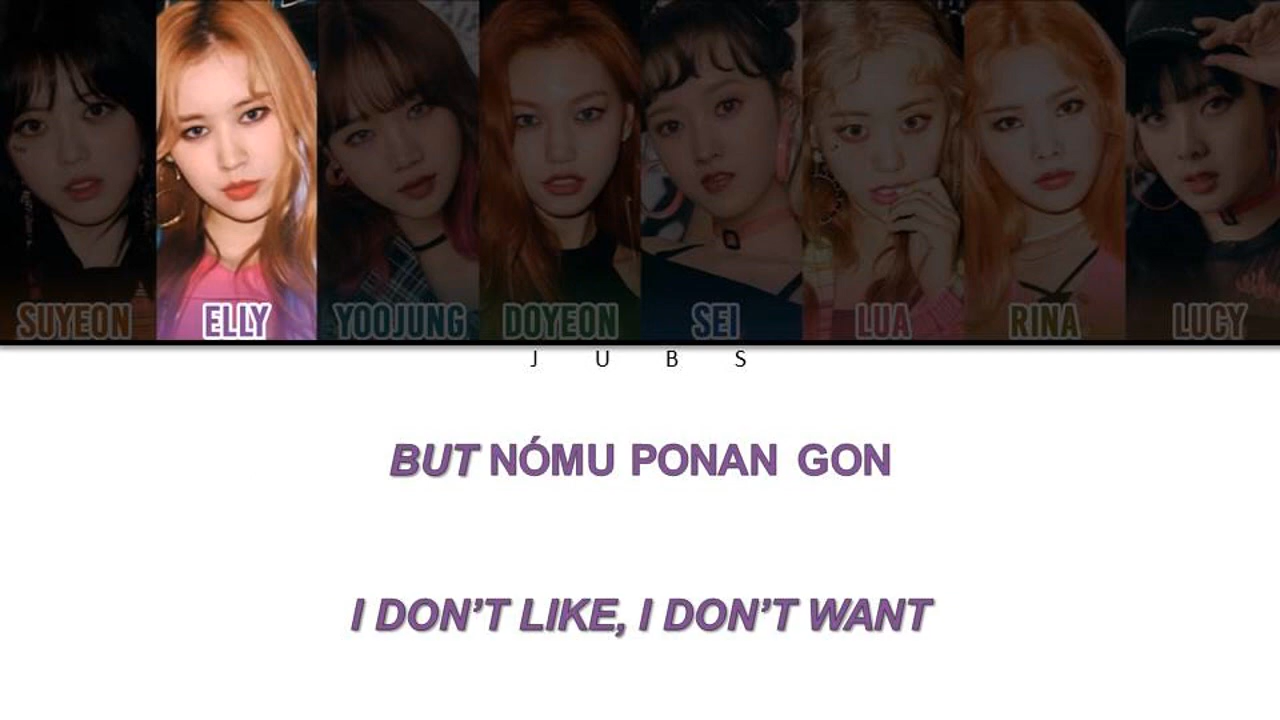 SUYEON ELLY YOOJUNG DOYEON SEI LUA RINA LUCY
J U B S
BUT NÓMU PONAN GON
I DON'T LIKE, I DON'T WANT